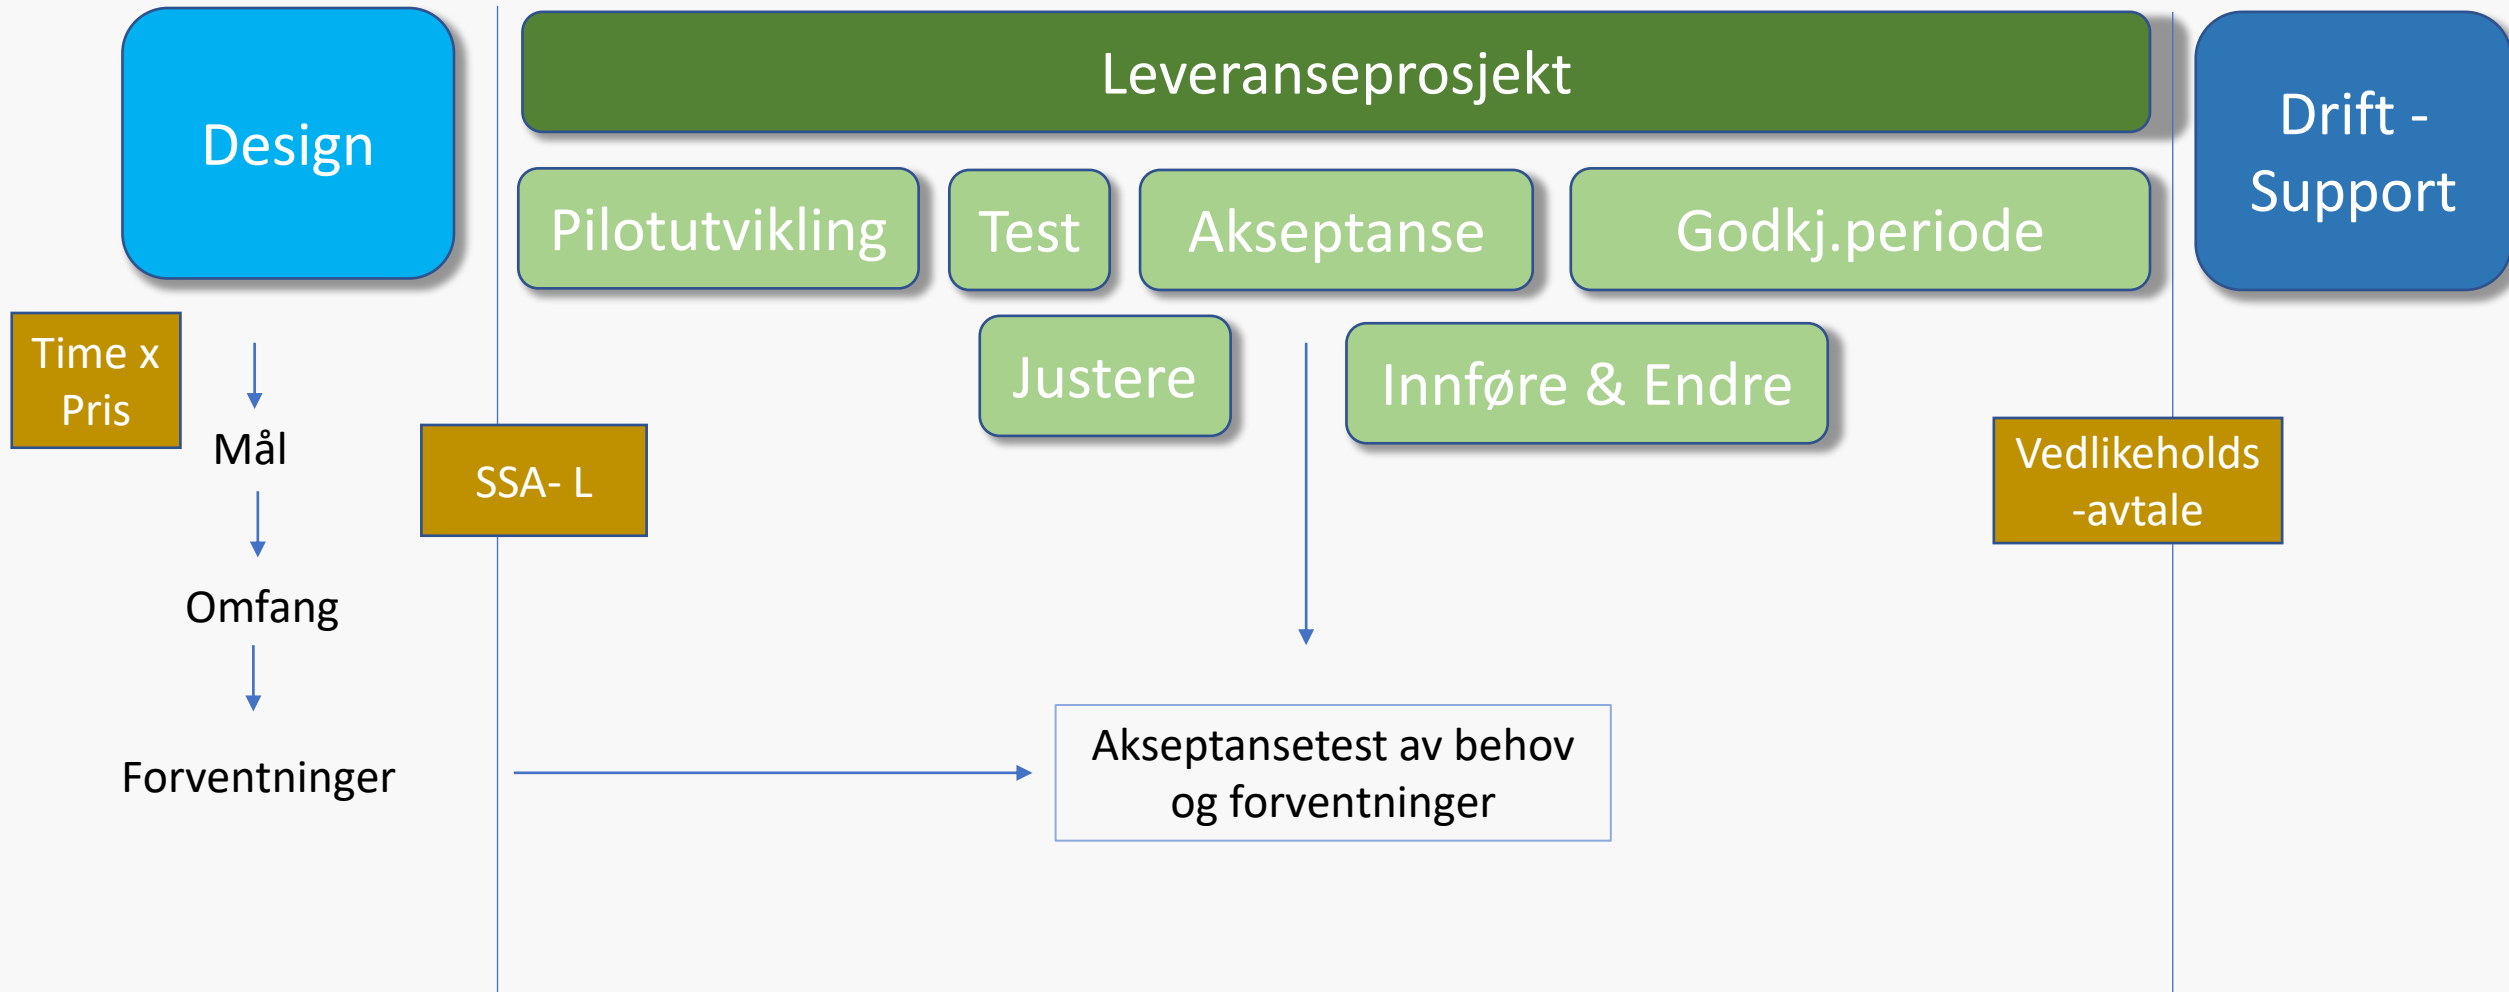 Design
Leveranseprosjekt
Drift -
Support
Pilotutvikling
Test
Akseptanse
Godkj.periode
Justere
Innføre & Endre
Time x
Pris
Mål
SSA- L
Vedlikeholds
-avtale
Omfang
Forventninger
Akseptansetest av behov
og forventninger